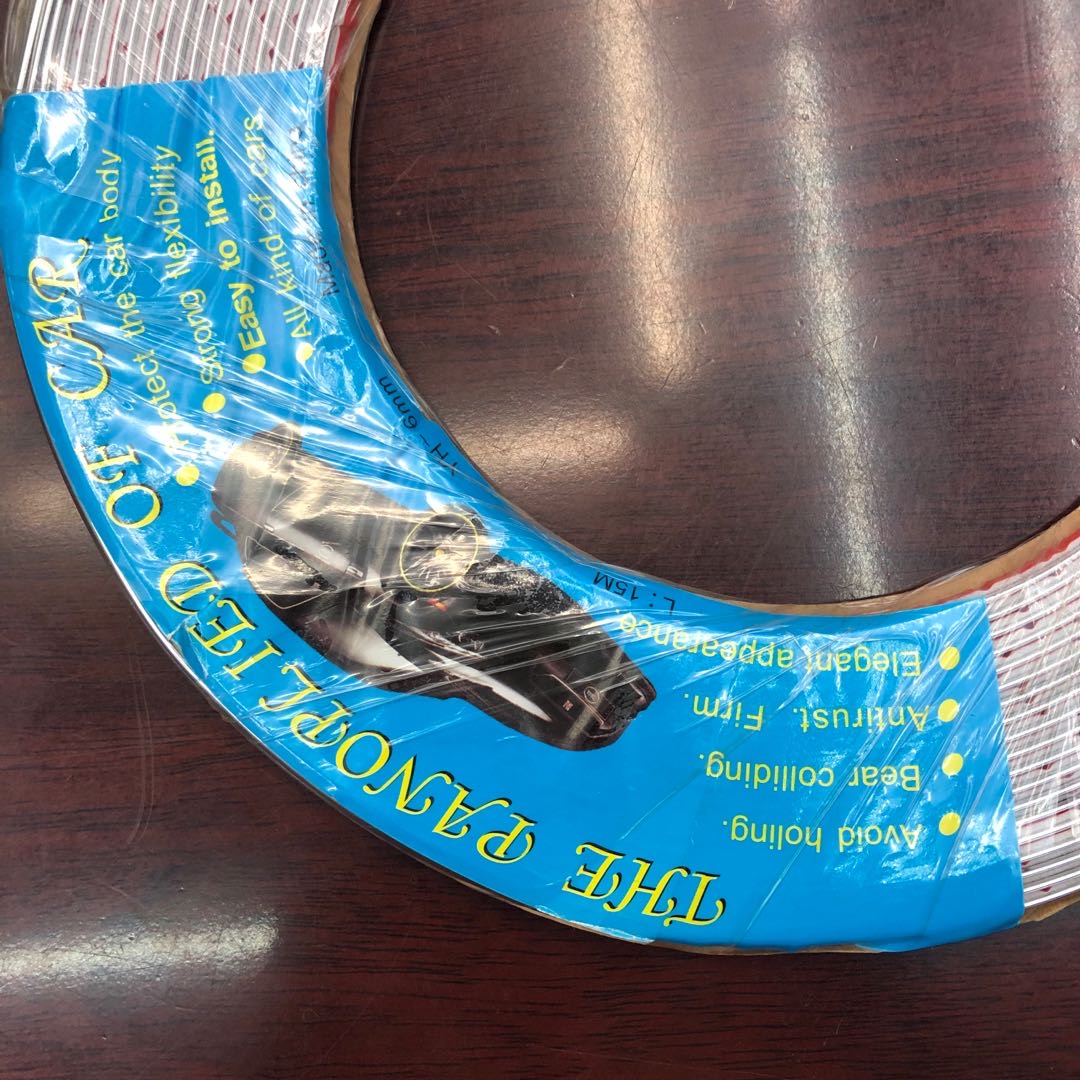 THE PANOPLIED OF CAR
Avoid holing.
Bear colliding.
Antirust. Firm.
Elegant appearance
L: 15M
6mm
Protect the car body
Strong flexibility
Easy to install.
All kind of cars